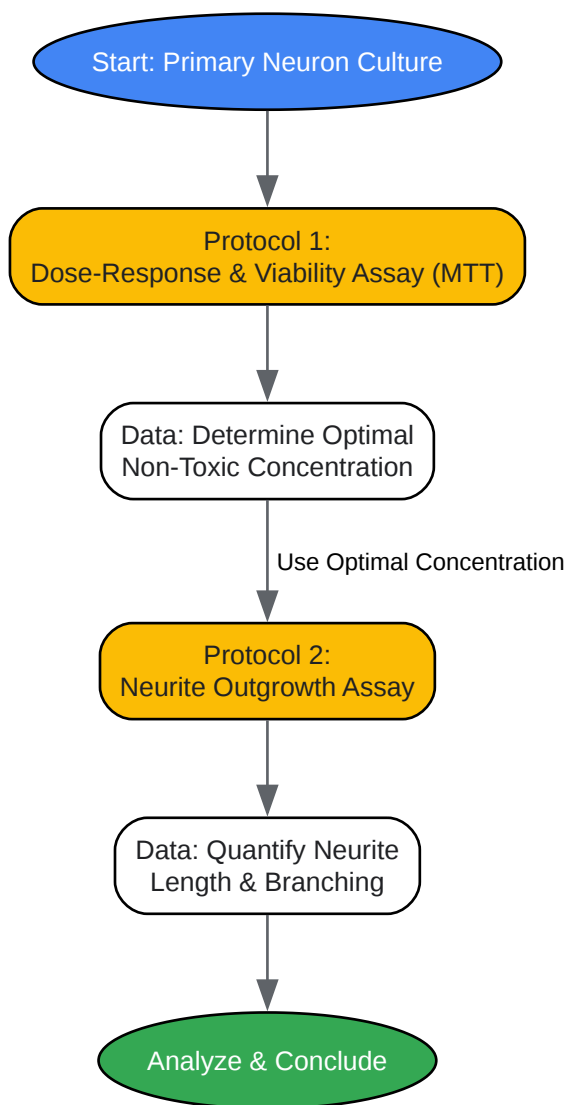 Start: Primary Neuron Culture
Protocol 1:
Dose-Response & Viability Assay (MTT)
Data: Determine Optimal
Non-Toxic Concentration
Use Optimal Concentration
Protocol 2:
Neurite Outgrowth Assay
Data: Quantify Neurite
Length & Branching
Analyze & Conclude